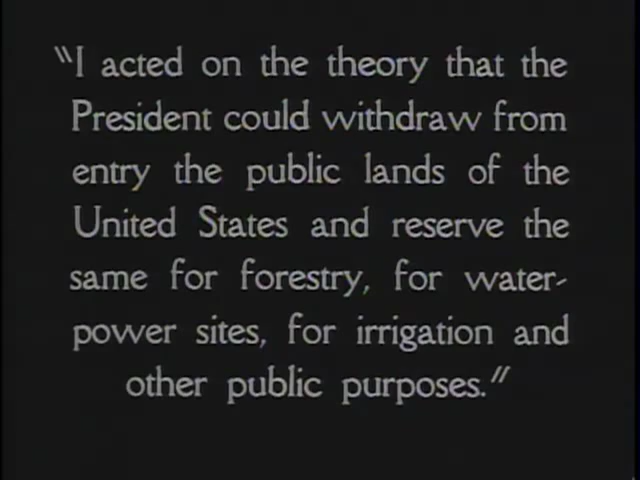 "I acted on the theory that the
President could withdraw from
entry the public lands of the
United States and reserve the
same for forestry, for water-
power sites, for irrigation and
other public purposes."